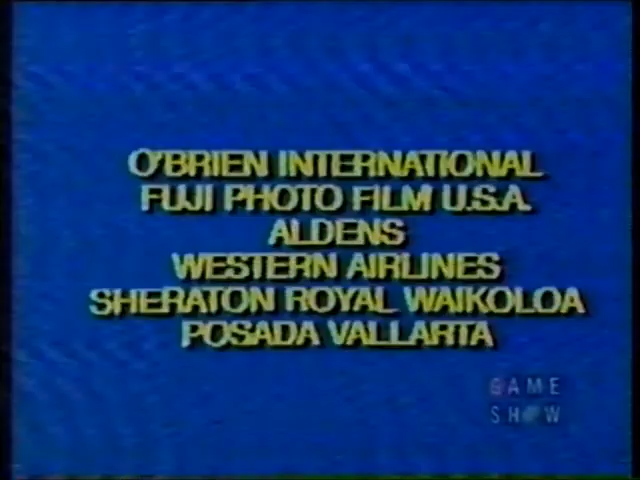 O'BRIEN INTERNATIONAL
FUJI PHOTO FILM U.S.A.
ALDENS
WESTERN AIRLINES
SHERATON ROYAL WAIKOLOA
POSADA VALLARTA
GAME
SHOW